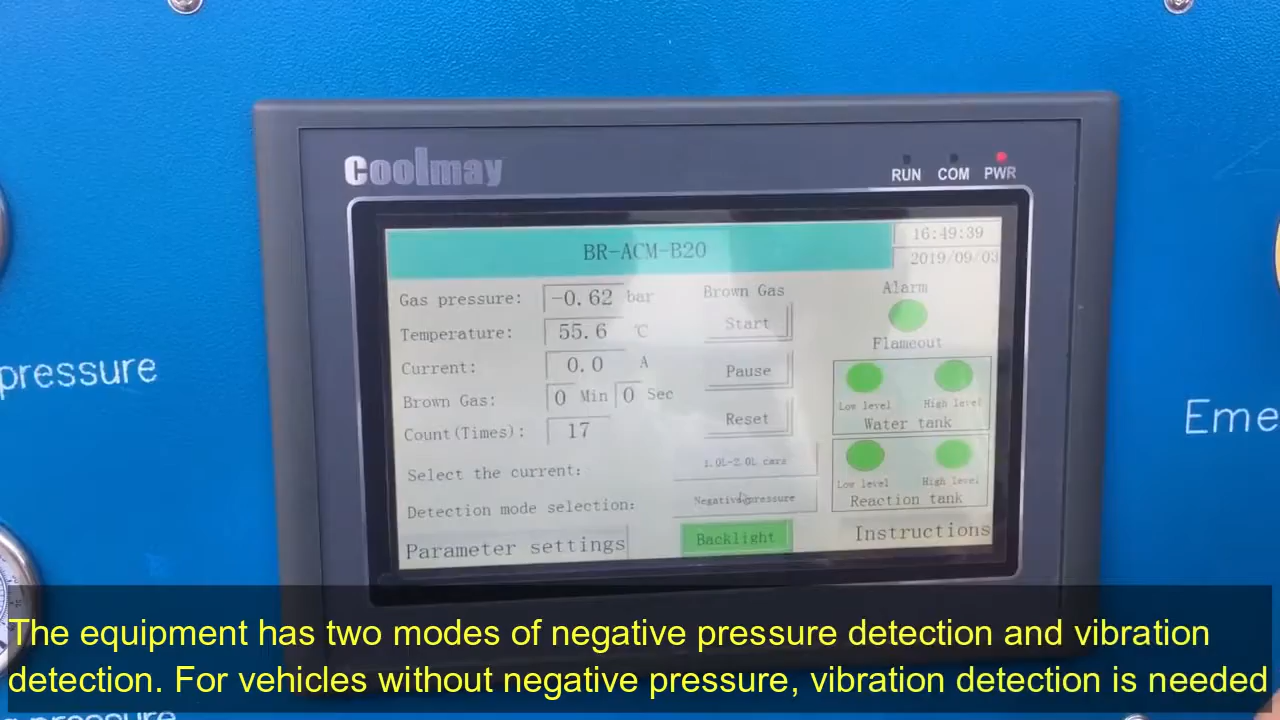 coolmay
RUN COM PWR
BR-ACM-B20
16:49:39
2019/09/03
Gas pressure: -0.62 bar
Temperature: 55.6 ℃
Current: 0.0 A
Brown Gas: 0 Min 0 Sec
Count(Times): 17
Select the current: 1.0L-2.0L cars
Detection mode selection: Negative pressure
Parameter settings
Brown Gas
Start
Pause
Reset
Backlight
Alarm
Flameout
Low level High level
Water tank
Low level High level
Reaction tank
Instructions
pressure
Eme
pressure
The equipment has two modes of negative pressure detection and vibration
detection. For vehicles without negative pressure, vibration detection is needed